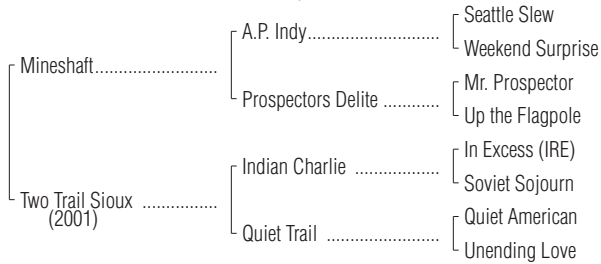 Seattle Slew
A.P. Indy..........................
Weekend Surprise
Mineshaft..........................
Mr. Prospector
Prospectors Delite ............
Up the Flagpole
In Excess (IRE)
Indian Charlie ..................
Soviet Sojourn
Two Trail Sioux ................
(2001)
Quiet American
Quiet Trail ........................
Unending Love